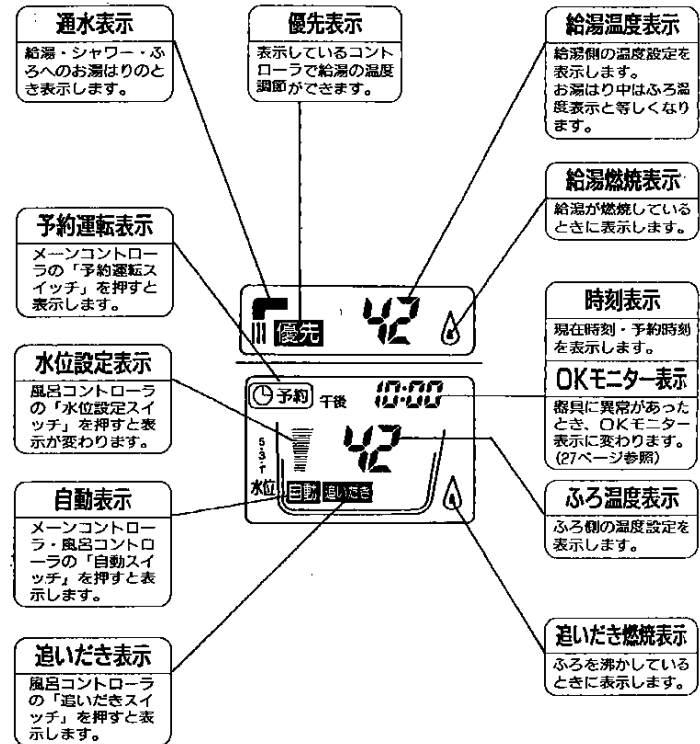 通水表示
給湯・シャワー・ふ
ろへのお湯はりのと
き表示します。
優先表示
表示しているコント
ローラで給湯の温度
調節ができます。
給湯温度表示
給湯側の温度設定を
表示します。
お湯はり中はふろ温
度表示と等しくなり
ます。
給湯燃焼表示
給湯が燃焼している
ときに表示します。
予約運転表示
メーンコントロー
ラの「予約運転ス
イッチ」を押すと
表示します。
優先
42
時刻表示
現在時刻・予約時刻
を表示します。
OKモニター表示
器具に異常があった
とき、OKモニター
表示に変わります。
(27ページ参照)
水位設定表示
風呂コントローラ
の「水位設定スイ
ッチ」を押すと表
示が変わります。
予約 午後 10:00
5・3・1
42
水位 自動 追いだき
自動表示
メーンコントロー
ラ・風呂コントロ
ーラの「自動スイ
ッチ」を押すと表
示します。
ふろ温度表示
ふろ側の温度設定を
表示します。
追いだき表示
風呂コントローラ
の「追いだきスイ
ッチ」を押すと表
示します。
追いだき燃焼表示
ふろを沸かしている
ときに表示します。